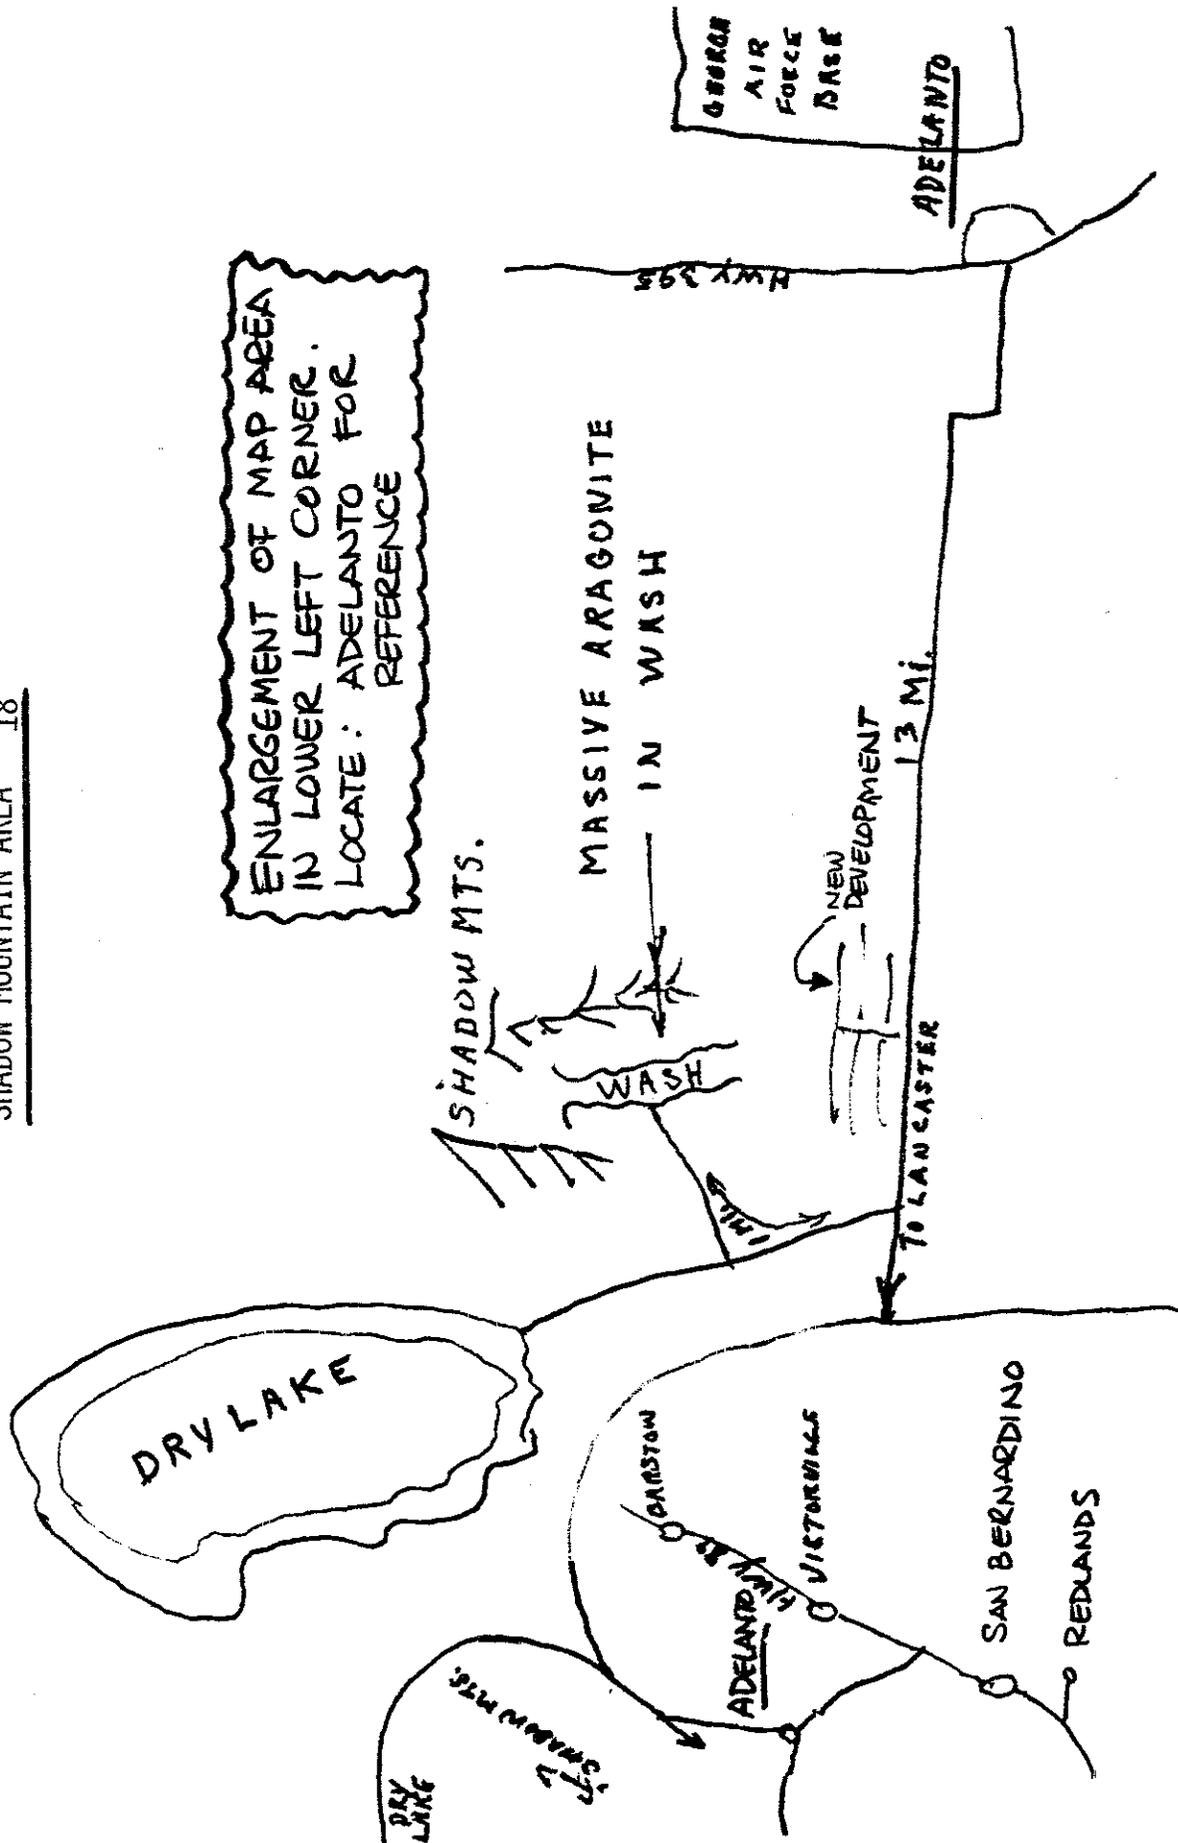 SHADOW MOUNTAIN AREA 18
ENLARGEMENT OF MAP AREA
IN LOWER LEFT CORNER.
LOCATE: ADELANTO FOR
REFERENCE
DRY LAKE
SHADOW MTS.
WASH
MASSIVE ARAGONITE
IN WASH
HWY 395
GEORGE
AIR
FORCE
BASE
ADELANTO
NEW
DEVELOPMENT
13 Mi.
1 Mi.
TO LANCASTER
DRY
LAKE
SHADOW MTS.
BARSTOW
ADELANTO
VICTORVILLE
SAN BERNARDINO
REDLANDS